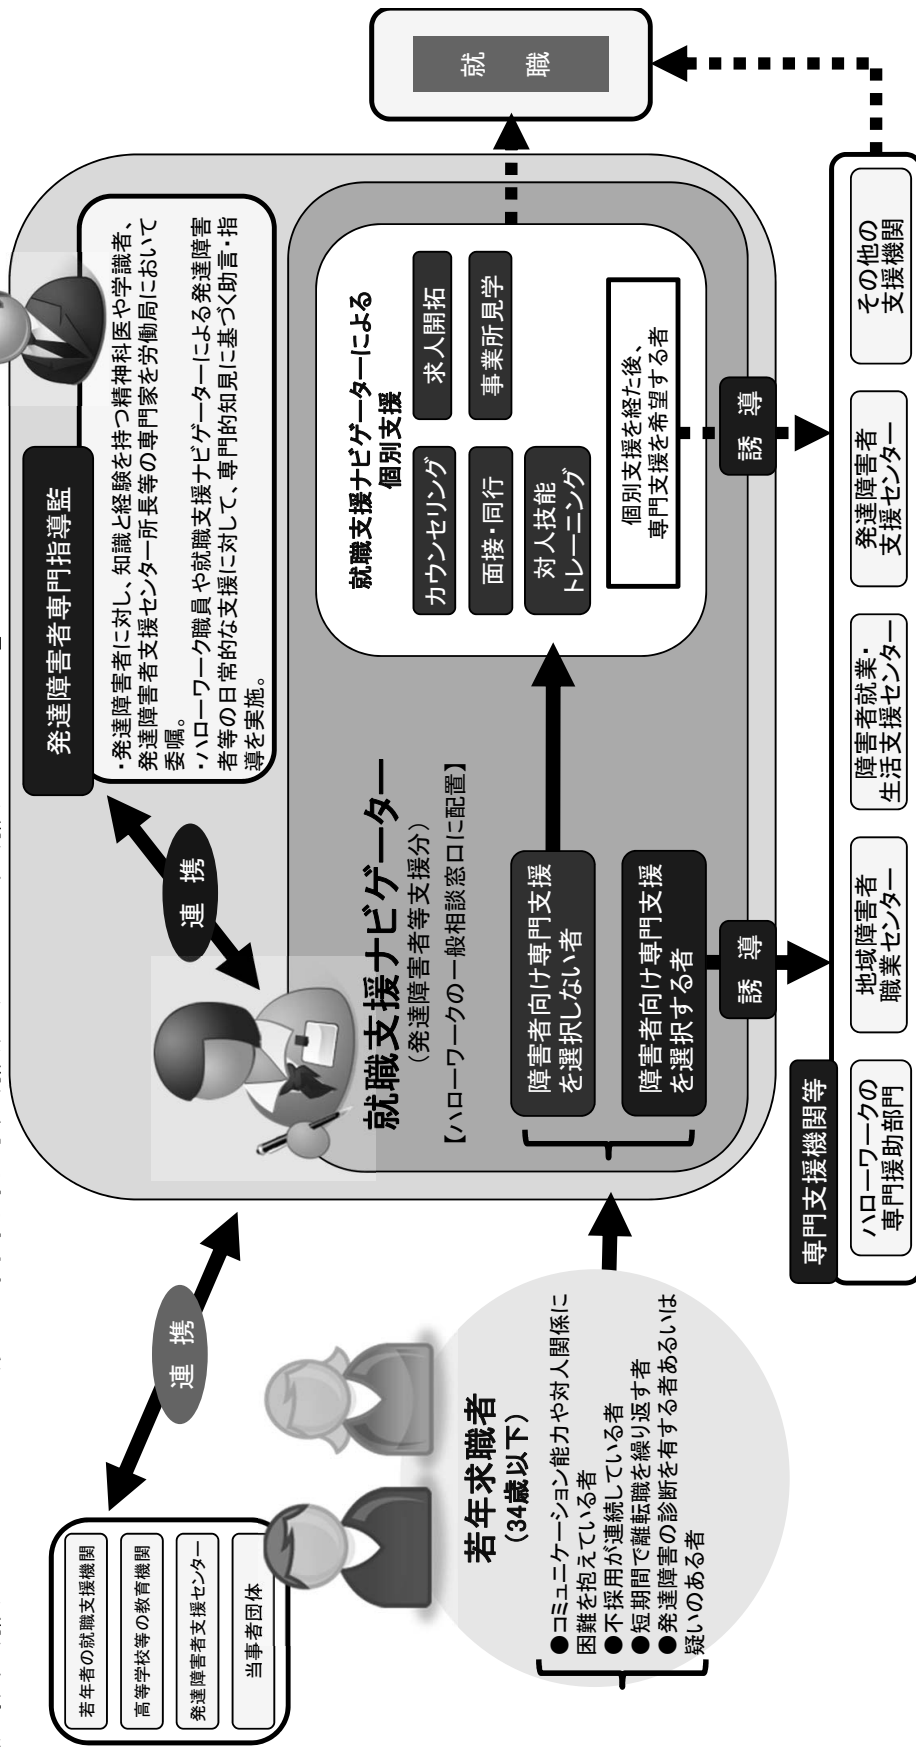 若年者の就職支援機関
高等学校等の教育機関
発達障害者支援センター
当事者団体
連 携
若年求職者
（34歳以下）
●コミュニケーション能力や対人関係に
困難を抱えている者
●不採用が連続している者
●短期間で離転職を繰り返す者
●発達障害の診断を有する者あるいは
疑いのある者
発達障害者専門指導監
・発達障害者に対し、知識と経験を持つ精神科医や学識者、
発達障害者支援センター所長等の専門家を労働局において
委嘱。
・ハローワーク職員や就職支援ナビゲーターによる発達障害
者等の日常的な支援に対して、専門的知見に基づく助言・指
導を実施。
連 携
就職支援ナビゲーター
（発達障害者等支援分）
【ハローワークの一般相談窓口に配置】
障害者向け専門支援
を選択しない者
障害者向け専門支援
を選択する者
就職支援ナビゲーターによる
個別支援
カウンセリング
求人開拓
面接・同行
事業所見学
対人技能
トレーニング
個別支援を経た後、
専門支援を希望する者
誘 導
誘 導
就 職
専門支援機関等
ハローワークの
専門援助部門
地域障害者
職業センター
障害者就業・
生活支援センター
発達障害者
支援センター
その他の
支援機関